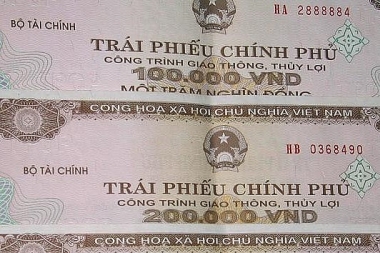 HA 2888884
BỘ TÀI CHÍNH
TRÁI PHIẾU CHÍNH PHỦ
CÔNG TRÌNH GIAO THÔNG, THỦY LỢI
100.000 VND
MỘT TRĂM NGHÌN ĐỒNG
CỘNG HÒA XÃ HỘI CHỦ NGHĨA VIỆT NAM
HB 0368490
BỘ TÀI CHÍNH
TRÁI PHIẾU CHÍNH PHỦ
CÔNG TRÌNH GIAO THÔNG, THỦY LỢI
200.000 VND
CỘNG HÒA XÃ HỘI CHỦ NGHĨA VIỆT NAM